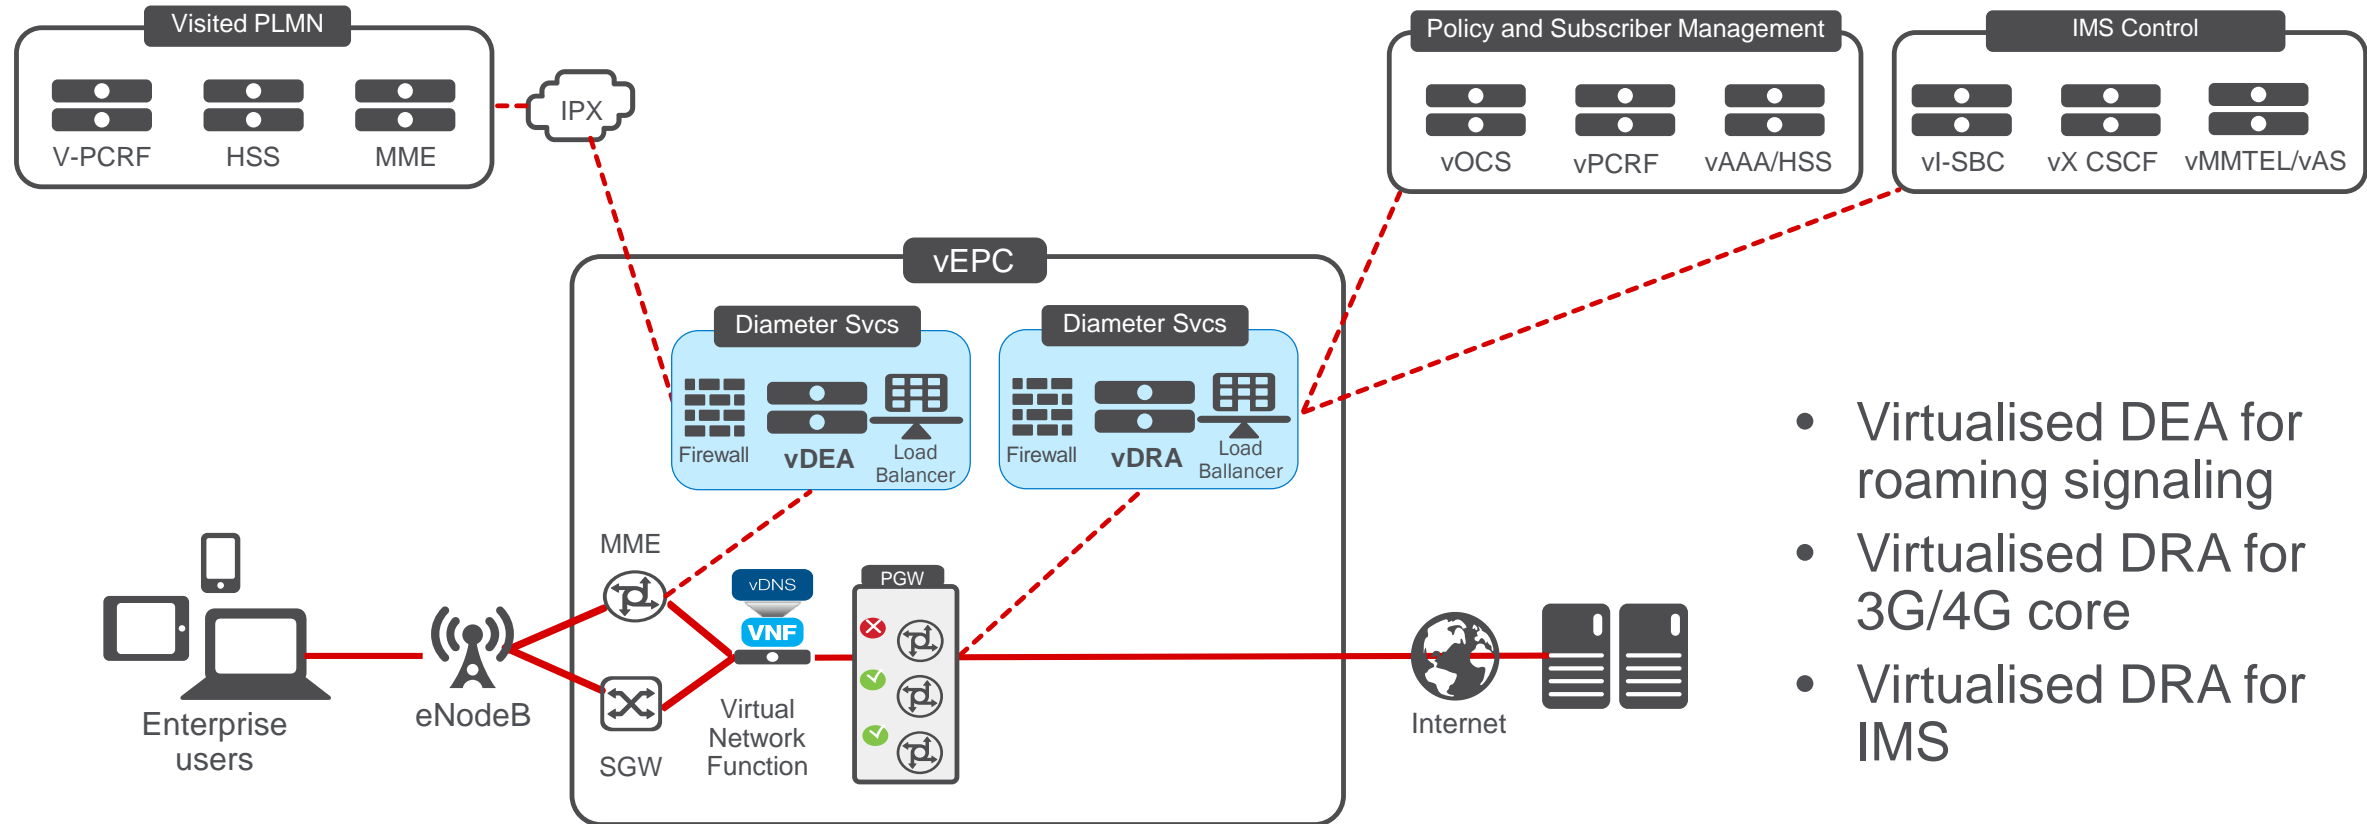 Visited PLMN
V-PCRF
HSS
MME
IPX
Policy and Subscriber Management
vOCS
vPCRF
vAAA/HSS
IMS Control
vI-SBC
vX CSCF
vMMTEL/vAS
vEPC
Diameter Svcs
Firewall
vDEA
Load
Balancer
Diameter Svcs
Firewall
vDRA
Load
Ballancer
MME
vDNS
VNF
Virtual
Network
Function
PGW
SGW
Enterprise
users
eNodeB
Internet
• Virtualised DEA for
roaming signaling
• Virtualised DRA for
3G/4G core
• Virtualised DRA for
IMS